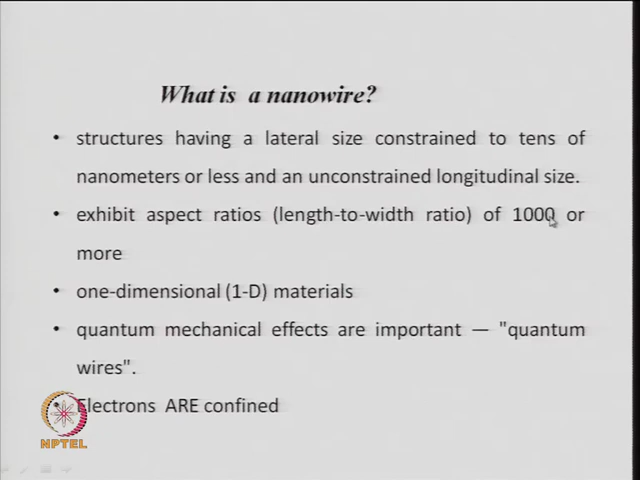 What is a nanowire?
• structures having a lateral size constrained to tens of
nanometers or less and an unconstrained longitudinal size.
• exhibit aspect ratios (length-to-width ratio) of 1000 or
more
• one-dimensional (1-D) materials
• quantum mechanical effects are important — "quantum
wires".
• Electrons ARE confined
NPTEL